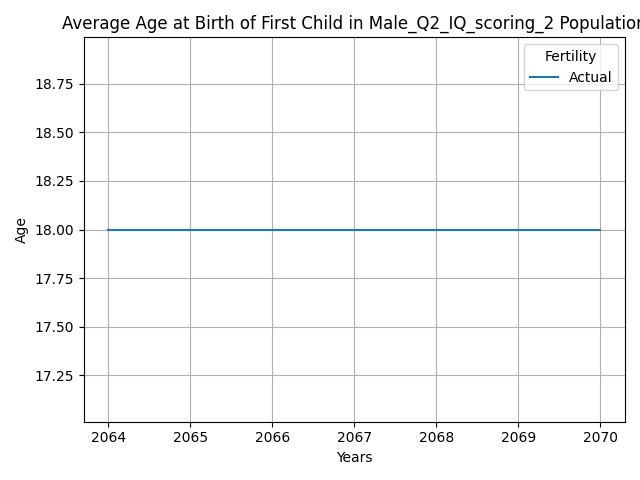 Average Age at Birth of First Child in Male_Q2_IQ_scoring_2 Population
Fertility
Actual
18.75
18.50
18.25
18.00
17.75
17.50
17.25
Age
2064 2065 2066 2067 2068 2069 2070
Years